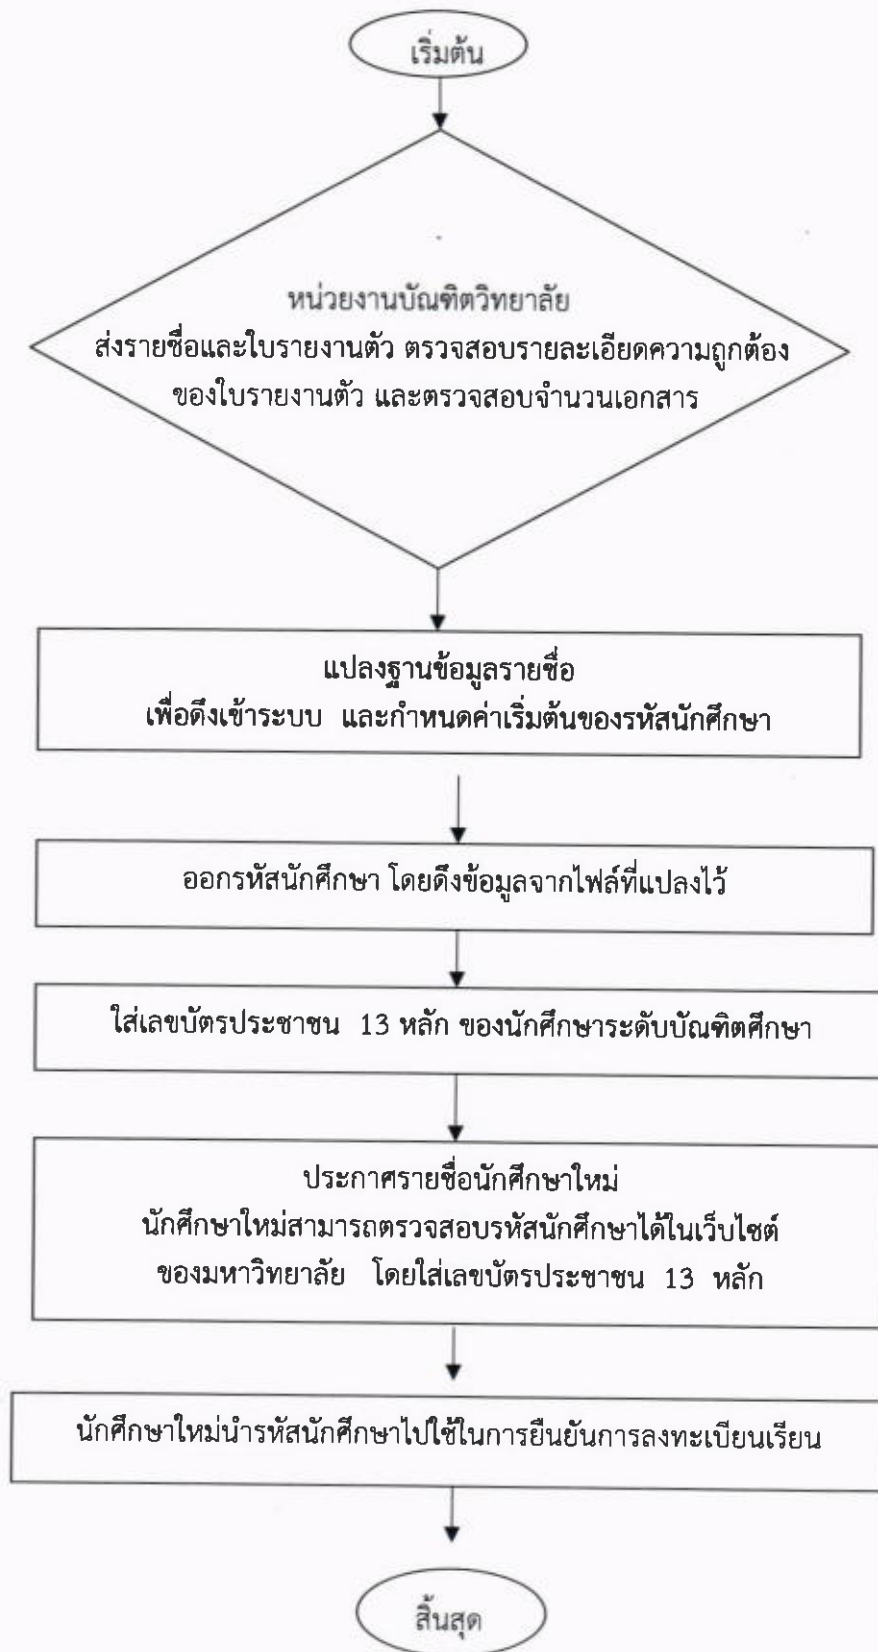 เริ่มต้น
หน่วยงานบัณฑิตวิทยาลัย
ส่งรายชื่อและใบรายงานตัว ตรวจสอบรายละเอียดความถูกต้อง
ของใบรายงานตัว และตรวจสอบจำนวนเอกสาร
แปลงฐานข้อมูลรายชื่อ
เพื่อดึงเข้าระบบ และกำหนดค่าเริ่มต้นของรหัสนักศึกษา
ออกรหัสนักศึกษา โดยดึงข้อมูลจากไฟล์ที่แปลงไว้
ใส่เลขบัตรประชาชน 13 หลัก ของนักศึกษาระดับบัณฑิตศึกษา
ประกาศรายชื่อนักศึกษาใหม่
นักศึกษาใหม่สามารถตรวจสอบรหัสนักศึกษาได้ในเว็บไซต์
ของมหาวิทยาลัย โดยใส่เลขบัตรประชาชน 13 หลัก
นักศึกษาใหม่นำรหัสนักศึกษาไปใช้ในการยืนยันการลงทะเบียนเรียน
สิ้นสุด